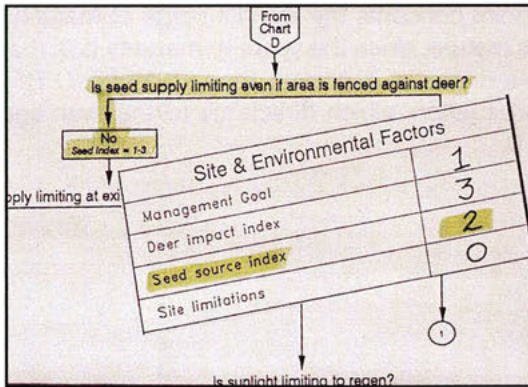 From
Chart
D
Is seed supply limiting even if area is fenced against deer?
No
Seed Index = 1-3
pply limiting at exi
Site & Environmental Factors
Management Goal 1
Deer impact index 3
Seed source index 2
Site limitations 0
1
Is sunlight limiting to regen?